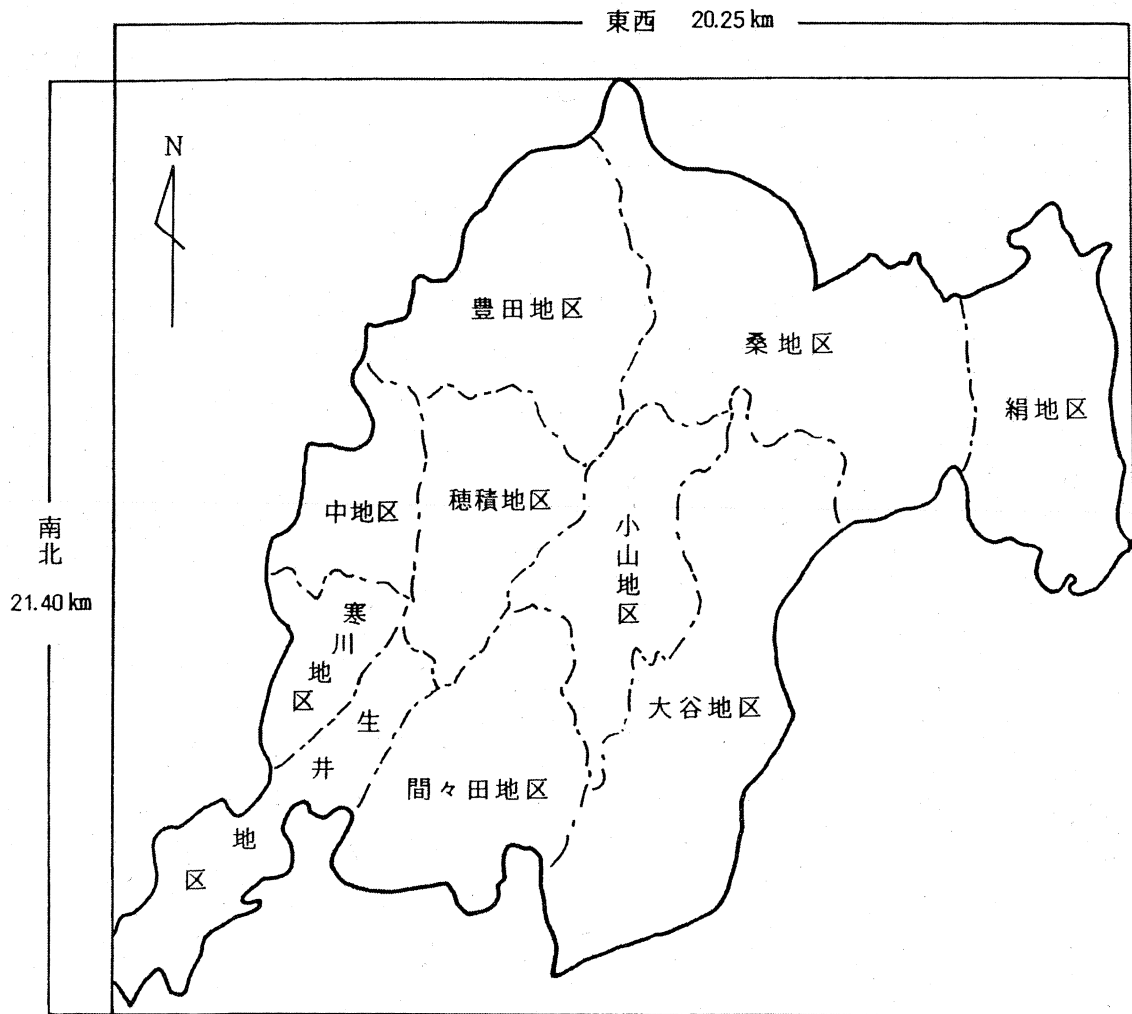 東西 20.25km
N
豊田地区
桑地区
絹地区
中地区
穂積地区
小山地区
南北
21.40km
寒川地区
大谷地区
生井地区
間々田地区